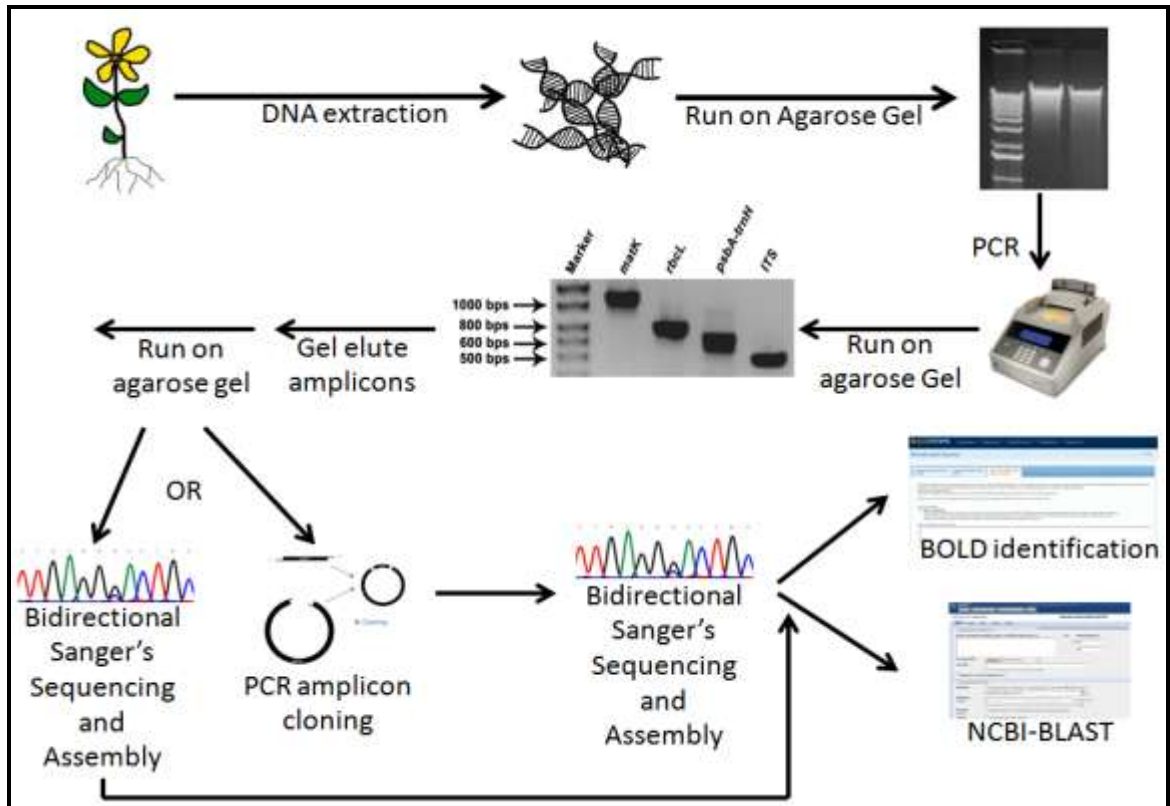 DNA extraction
Run on Agarose Gel
PCR
Marker
matK
rbcL
psbA-trnH
ITS
1000 bps
800 bps
600 bps
500 bps
Run on
agarose Gel
Gel elute
amplicons
Run on
agarose gel
OR
Bidirectional
Sanger's
Sequencing
and
Assembly
PCR amplicon
cloning
Bidirectional
Sanger's
Sequencing
and
Assembly
BOLD identification
NCBI-BLAST